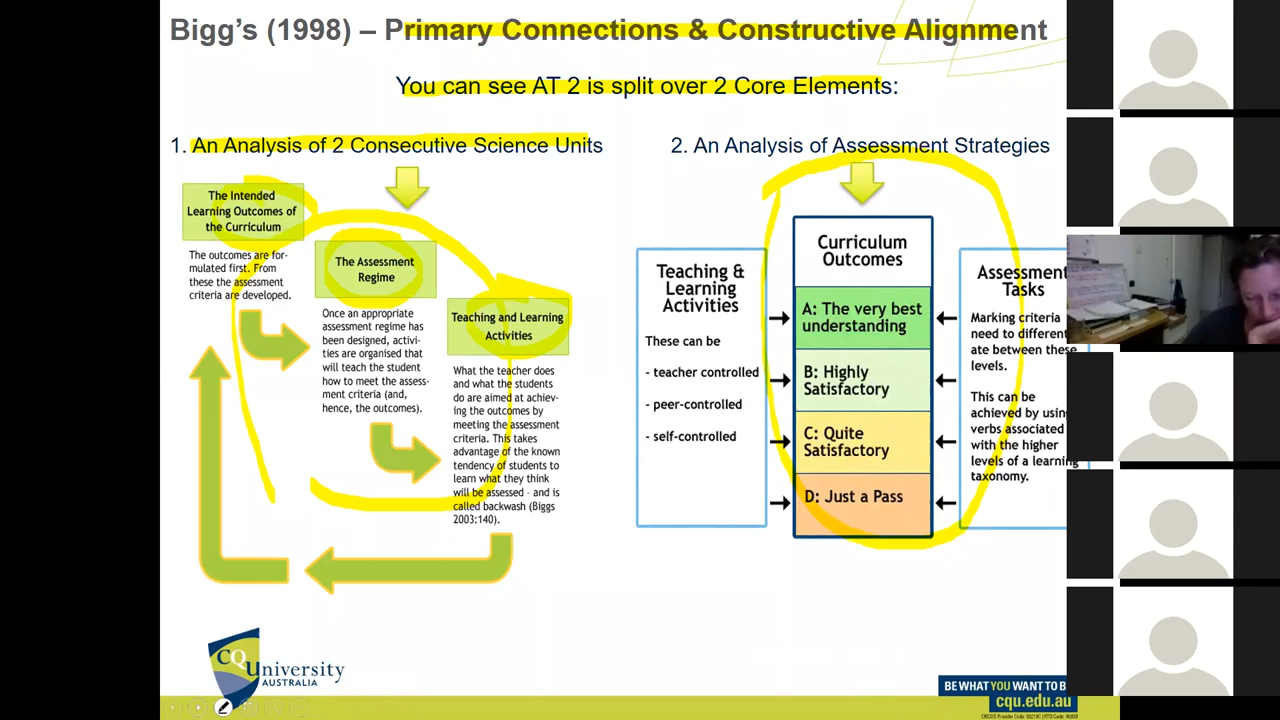 Bigg's (1998) – Primary Connections & Constructive Alignment
You can see AT 2 is split over 2 Core Elements:
1. An Analysis of 2 Consecutive Science Units
The Intended
Learning Outcomes of
the Curriculum
The outcomes are for-
mulated first. From
these the assessment
criteria are developed.
The Assessment
Regime
Once an appropriate
assessment regime has
been designed, activi-
ties are organised that
will teach the student
how to meet the assess-
ment criteria (and,
hence, the outcomes).
Teaching and Learning
Activities
What the teacher does
and what the students
do are aimed at achiev-
ing the outcomes by
meeting the assessment
criteria. This takes
advantage of the known
tendency of students to
learn what they think
will be assessed - and is
called backwash (Biggs
2003:140).
2. An Analysis of Assessment Strategies
Teaching &
Learning
Activities
These can be
- teacher controlled
- peer-controlled
- self-controlled
Curriculum
Outcomes
A: The very best
understanding
B: Highly
Satisfactory
C: Quite
Satisfactory
D: Just a Pass
Assessment
Tasks
Marking criteria
need to different-
ate between these
levels.
This can be
achieved by using
verbs associated
with the higher
levels of a learning
taxonomy.
CQUniversity
AUSTRALIA
BE WHAT YOU WANT TO B
cqu.edu.au